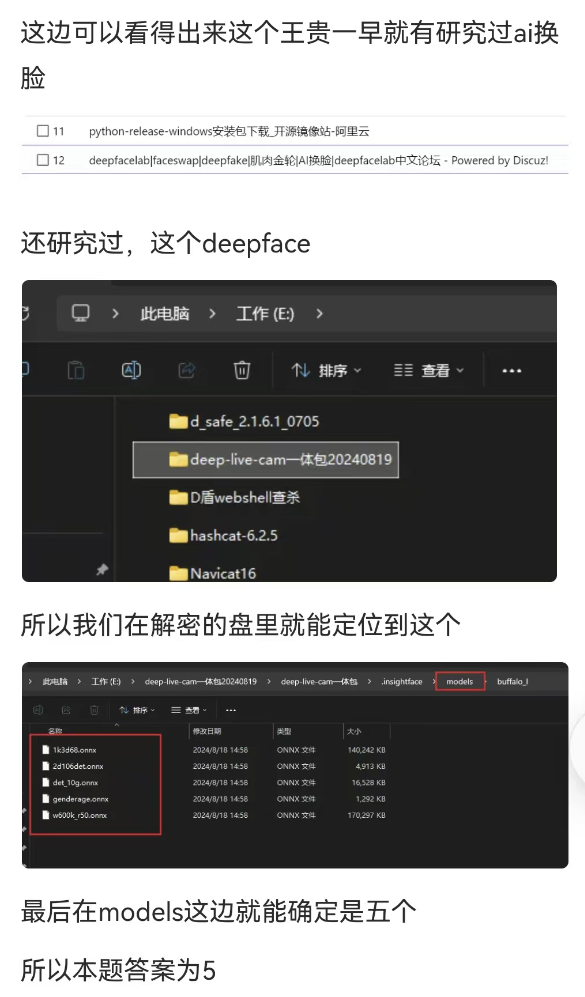 这边可以看得出来这个王贵一早就有研究过ai换
脸
11 python-release-windows安装包下载_开源镜像站-阿里云
12 deepfacelab|faceswap|deepfake|肌肉金轮|AI换脸|deepfacelab中文论坛 - Powered by Discuz!
还研究过，这个deepface
此电脑 > 工作 (E:) >
排序 查看 ···
d_safe_2.1.6.1_0705
deep-live-cam一体包20240819
D盾webshell查杀
hashcat-6.2.5
Navicat16
所以我们在解密的盘里就能定位到这个
> 此电脑 > 工作 (E:) > deep-live-cam一体包20240819 > deep-live-cam一体包 > .insightface > models > buffalo_l
排序 查看 ···
名称 修改日期 类型 大小
1k3d68.onnx 2024/8/18 14:58 ONNX 文件 140,242 KB
2d106det.onnx 2024/8/18 14:58 ONNX 文件 4,913 KB
det_10g.onnx 2024/8/18 14:58 ONNX 文件 16,528 KB
genderage.onnx 2024/8/18 14:58 ONNX 文件 1,292 KB
w600k_r50.onnx 2024/8/18 14:58 ONNX 文件 170,297 KB
最后在models这边就能确定是五个
所以本题答案为5